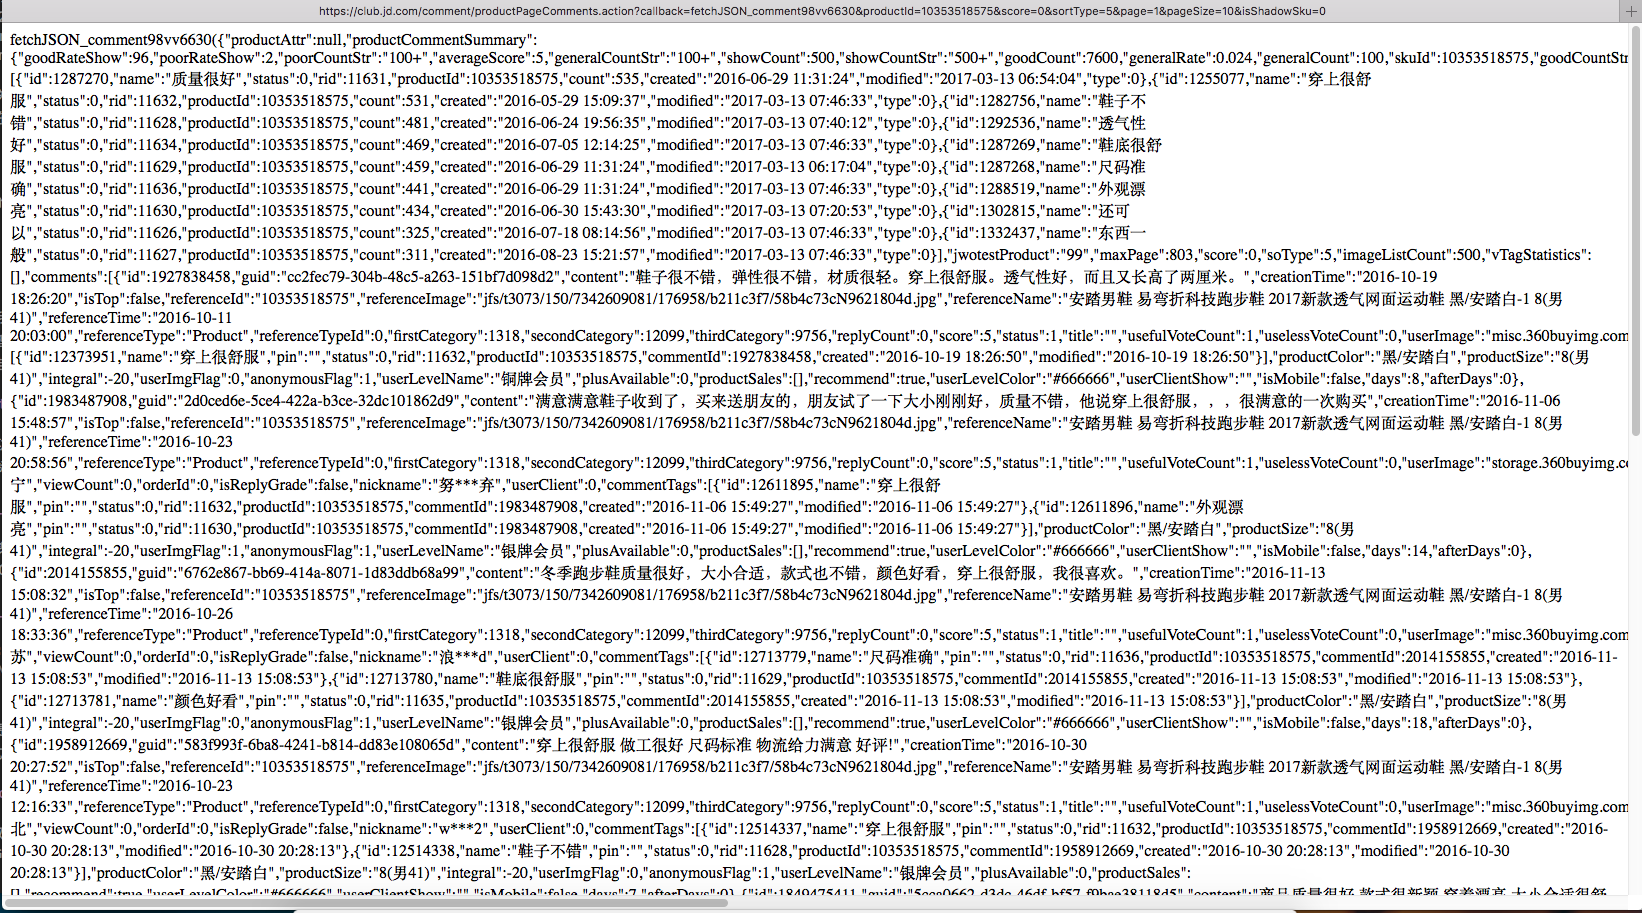 https://club.jd.com/comment/productPageComments.action?callback=fetchJSON_comment98vv6630&productId=10353518575&score=0&sortType=5&page=1&pageSize=10&isShadowSku=0
fetchJSON_comment98vv6630({"productAttr":null,"productCommentSummary":
{"goodRateShow":96,"poorRateShow":2,"poorCountStr":"100+","averageScore":5,"generalCountStr":"100+","showCount":500,"showCountStr":"500+","goodCount":7600,"generalRate":0.024,"generalCount":100,"skuId":10353518575,"goodCountStr
[{"id":1287270,"name":"质量很好","status":0,"rid":11631,"productId":10353518575,"count":535,"created":"2016-06-29 11:31:24","modified":"2017-03-13 06:54:04","type":0},{"id":1255077,"name":"穿上很舒
服","status":0,"rid":11632,"productId":10353518575,"count":531,"created":"2016-05-29 15:09:37","modified":"2017-03-13 07:46:33","type":0},{"id":1282756,"name":"鞋子不
错","status":0,"rid":11628,"productId":10353518575,"count":481,"created":"2016-06-24 19:56:35","modified":"2017-03-13 07:40:12","type":0},{"id":1292536,"name":"透气性
好","status":0,"rid":11634,"productId":10353518575,"count":469,"created":"2016-07-05 12:14:25","modified":"2017-03-13 07:46:33","type":0},{"id":1287269,"name":"鞋底很舒
服","status":0,"rid":11629,"productId":10353518575,"count":459,"created":"2016-06-29 11:31:24","modified":"2017-03-13 06:17:04","type":0},{"id":1287268,"name":"尺码准
确","status":0,"rid":11636,"productId":10353518575,"count":441,"created":"2016-06-29 11:31:24","modified":"2017-03-13 07:46:33","type":0},{"id":1288519,"name":"外观漂
亮","status":0,"rid":11630,"productId":10353518575,"count":434,"created":"2016-06-30 15:43:30","modified":"2017-03-13 07:20:53","type":0},{"id":1302815,"name":"还可
以","status":0,"rid":11626,"productId":10353518575,"count":325,"created":"2016-07-18 08:14:56","modified":"2017-03-13 07:46:33","type":0},{"id":1332437,"name":"东西一
般","status":0,"rid":11627,"productId":10353518575,"count":311,"created":"2016-08-23 15:21:57","modified":"2017-03-13 07:46:33","type":0}],"jwotestProduct":"99","maxPage":803,"score":0,"soType":5,"imageListCount":500,"vTagStatistics":
[],"comments":[{"id":1927838458,"guid":"cc2fec79-304b-48c5-a263-151bf7d098d2","content":"鞋子很不错，弹性很不错，材质很轻。穿上很舒服。透气性好，而且又长高了两厘米。","creationTime":"2016-10-19
18:26:20","isTop":false,"referenceId":"10353518575","referenceImage":"jfs/t3073/150/7342609081/176958/b211c3f7/58b4c73cN9621804d.jpg","referenceName":"安踏男鞋 易弯折科技跑步鞋 2017新款透气网面运动鞋 黑/安踏白-1 8(男
41)","referenceTime":"2016-10-11
20:03:00","referenceType":"Product","referenceTypeId":0,"firstCategory":1318,"secondCategory":12099,"thirdCategory":9756,"replyCount":0,"score":5,"status":1,"title":"","usefulVoteCount":1,"uselessVoteCount":0,"userImage":"misc.360buyimg.com
[{"id":12373951,"name":"穿上很舒服","pin":"","status":0,"rid":11632,"productId":10353518575,"commentId":1927838458,"created":"2016-10-19 18:26:50","modified":"2016-10-19 18:26:50"}],"productColor":"黑/安踏白","productSize":"8(男
41)","integral":-20,"userImgFlag":0,"anonymousFlag":1,"userLevelName":"铜牌会员","plusAvailable":0,"productSales":[],"recommend":true,"userLevelColor":"#666666","userClientShow":"","isMobile":false,"days":8,"afterDays":0},
{"id":1983487908,"guid":"2d0ced6e-5ce4-422a-b3ce-32dc101862d9","content":"满意满意鞋子收到了，买来送朋友的，朋友试了一下大小刚刚好，质量不错，他说穿上很舒服，，，很满意的一次购买","creationTime":"2016-11-06
15:48:57","isTop":false,"referenceId":"10353518575","referenceImage":"jfs/t3073/150/7342609081/176958/b211c3f7/58b4c73cN9621804d.jpg","referenceName":"安踏男鞋 易弯折科技跑步鞋 2017新款透气网面运动鞋 黑/安踏白-1 8(男
41)","referenceTime":"2016-10-23
20:58:56","referenceType":"Product","referenceTypeId":0,"firstCategory":1318,"secondCategory":12099,"thirdCategory":9756,"replyCount":0,"score":5,"status":1,"title":"","usefulVoteCount":1,"uselessVoteCount":0,"userImage":"storage.360buyimg.co
宁","viewCount":0,"orderId":0,"isReplyGrade":false,"nickname":"努***弃","userClient":0,"commentTags":[{"id":12611895,"name":"穿上很舒
服","pin":"","status":0,"rid":11632,"productId":10353518575,"commentId":1983487908,"created":"2016-11-06 15:49:27","modified":"2016-11-06 15:49:27"},{"id":12611896,"name":"外观漂
亮","pin":"","status":0,"rid":11630,"productId":10353518575,"commentId":1983487908,"created":"2016-11-06 15:49:27","modified":"2016-11-06 15:49:27"}],"productColor":"黑/安踏白","productSize":"8(男
41)","integral":-20,"userImgFlag":1,"anonymousFlag":1,"userLevelName":"银牌会员","plusAvailable":0,"productSales":[],"recommend":true,"userLevelColor":"#666666","userClientShow":"","isMobile":false,"days":14,"afterDays":0},
{"id":2014155855,"guid":"6762e867-bb69-414a-8071-1d83ddb68a99","content":"冬季跑步鞋质量很好，大小合适，款式也不错，颜色好看，穿上很舒服，我很喜欢。","creationTime":"2016-11-13
15:08:32","isTop":false,"referenceId":"10353518575","referenceImage":"jfs/t3073/150/7342609081/176958/b211c3f7/58b4c73cN9621804d.jpg","referenceName":"安踏男鞋 易弯折科技跑步鞋 2017新款透气网面运动鞋 黑/安踏白-1 8(男
41)","referenceTime":"2016-10-26
18:33:36","referenceType":"Product","referenceTypeId":0,"firstCategory":1318,"secondCategory":12099,"thirdCategory":9756,"replyCount":0,"score":5,"status":1,"title":"","usefulVoteCount":1,"uselessVoteCount":0,"userImage":"misc.360buyimg.com
苏","viewCount":0,"orderId":0,"isReplyGrade":false,"nickname":"浪***d","userClient":0,"commentTags":[{"id":12713779,"name":"尺码准确","pin":"","status":0,"rid":11636,"productId":10353518575,"commentId":2014155855,"created":"2016-11-
13 15:08:53","modified":"2016-11-13 15:08:53"},{"id":12713780,"name":"鞋底很舒服","pin":"","status":0,"rid":11629,"productId":10353518575,"commentId":2014155855,"created":"2016-11-13 15:08:53","modified":"2016-11-13 15:08:53"},
{"id":12713781,"name":"颜色好看","pin":"","status":0,"rid":11635,"productId":10353518575,"commentId":2014155855,"created":"2016-11-13 15:08:53","modified":"2016-11-13 15:08:53"}],"productColor":"黑/安踏白","productSize":"8(男
41)","integral":-20,"userImgFlag":0,"anonymousFlag":1,"userLevelName":"银牌会员","plusAvailable":0,"productSales":[],"recommend":true,"userLevelColor":"#666666","userClientShow":"","isMobile":false,"days":18,"afterDays":0},
{"id":1958912669,"guid":"583f993f-6ba8-4241-b814-dd83e108065d","content":"穿上很舒服 做工很好 尺码标准 物流给力满意 好评!","creationTime":"2016-10-30
20:27:52","isTop":false,"referenceId":"10353518575","referenceImage":"jfs/t3073/150/7342609081/176958/b211c3f7/58b4c73cN9621804d.jpg","referenceName":"安踏男鞋 易弯折科技跑步鞋 2017新款透气网面运动鞋 黑/安踏白-1 8(男
41)","referenceTime":"2016-10-23
12:16:33","referenceType":"Product","referenceTypeId":0,"firstCategory":1318,"secondCategory":12099,"thirdCategory":9756,"replyCount":0,"score":5,"status":1,"title":"","usefulVoteCount":1,"uselessVoteCount":0,"userImage":"misc.360buyimg.com
北","viewCount":0,"orderId":0,"isReplyGrade":false,"nickname":"w***2","userClient":0,"commentTags":[{"id":12514337,"name":"穿上很舒服","pin":"","status":0,"rid":11632,"productId":10353518575,"commentId":1958912669,"created":"2016-
10-30 20:28:13","modified":"2016-10-30 20:28:13"},{"id":12514338,"name":"鞋子不错","pin":"","status":0,"rid":11628,"productId":10353518575,"commentId":1958912669,"created":"2016-10-30 20:28:13","modified":"2016-10-30
20:28:13"}],"productColor":"黑/安踏白","productSize":"8(男41)","integral":-20,"userImgFlag":0,"anonymousFlag":1,"userLevelName":"银牌会员","plusAvailable":0,"productSales":
[],"recommend":true,"userLevelColor":"#666666","userClientShow":"","isMobile":false,"days":7,"afterDays":0},{"id":1849475411,"guid":"5cca0662-d3dc-46df-bf57-f9bae38118d5","content":"商品质量很好 款式很新颖 穿着漂亮 大小合适很舒